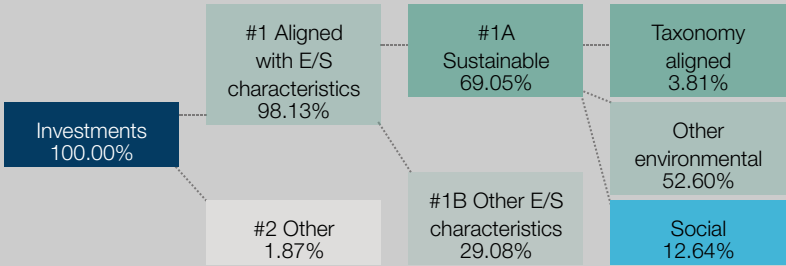 Investments
100.00%
#1 Aligned
with E/S
characteristics
98.13%
#2 Other
1.87%
#1A
Sustainable
69.05%
#1B Other E/S
characteristics
29.08%
Taxonomy
aligned
3.81%
Other
environmental
52.60%
Social
12.64%